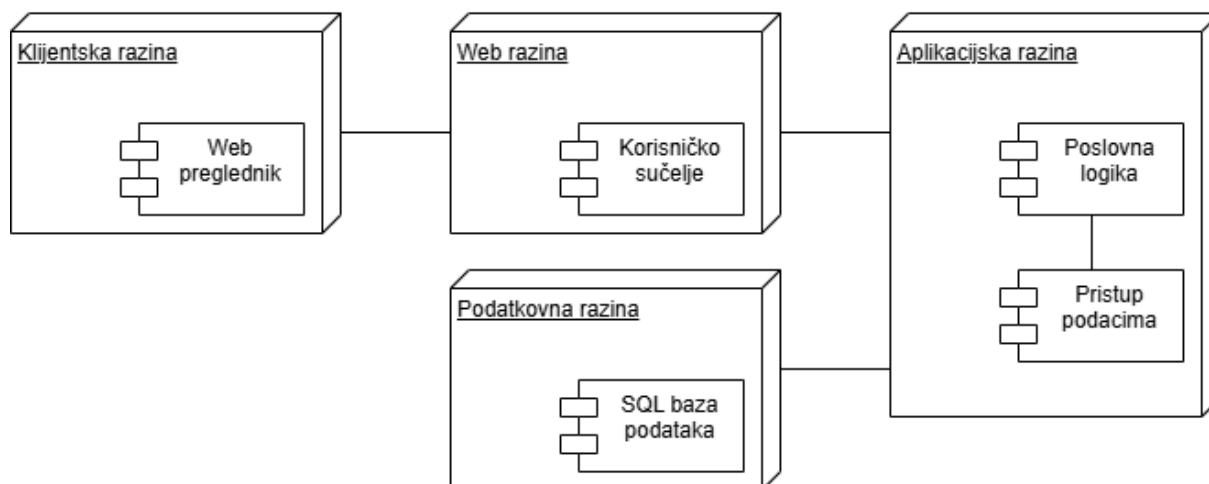 Klijentska razina
Web
preglednik
Web razina
Korisničko
sučelje
Aplikacijska razina
Poslovna
logika
Pristup
podacima
Podatkovna razina
SQL baza
podataka